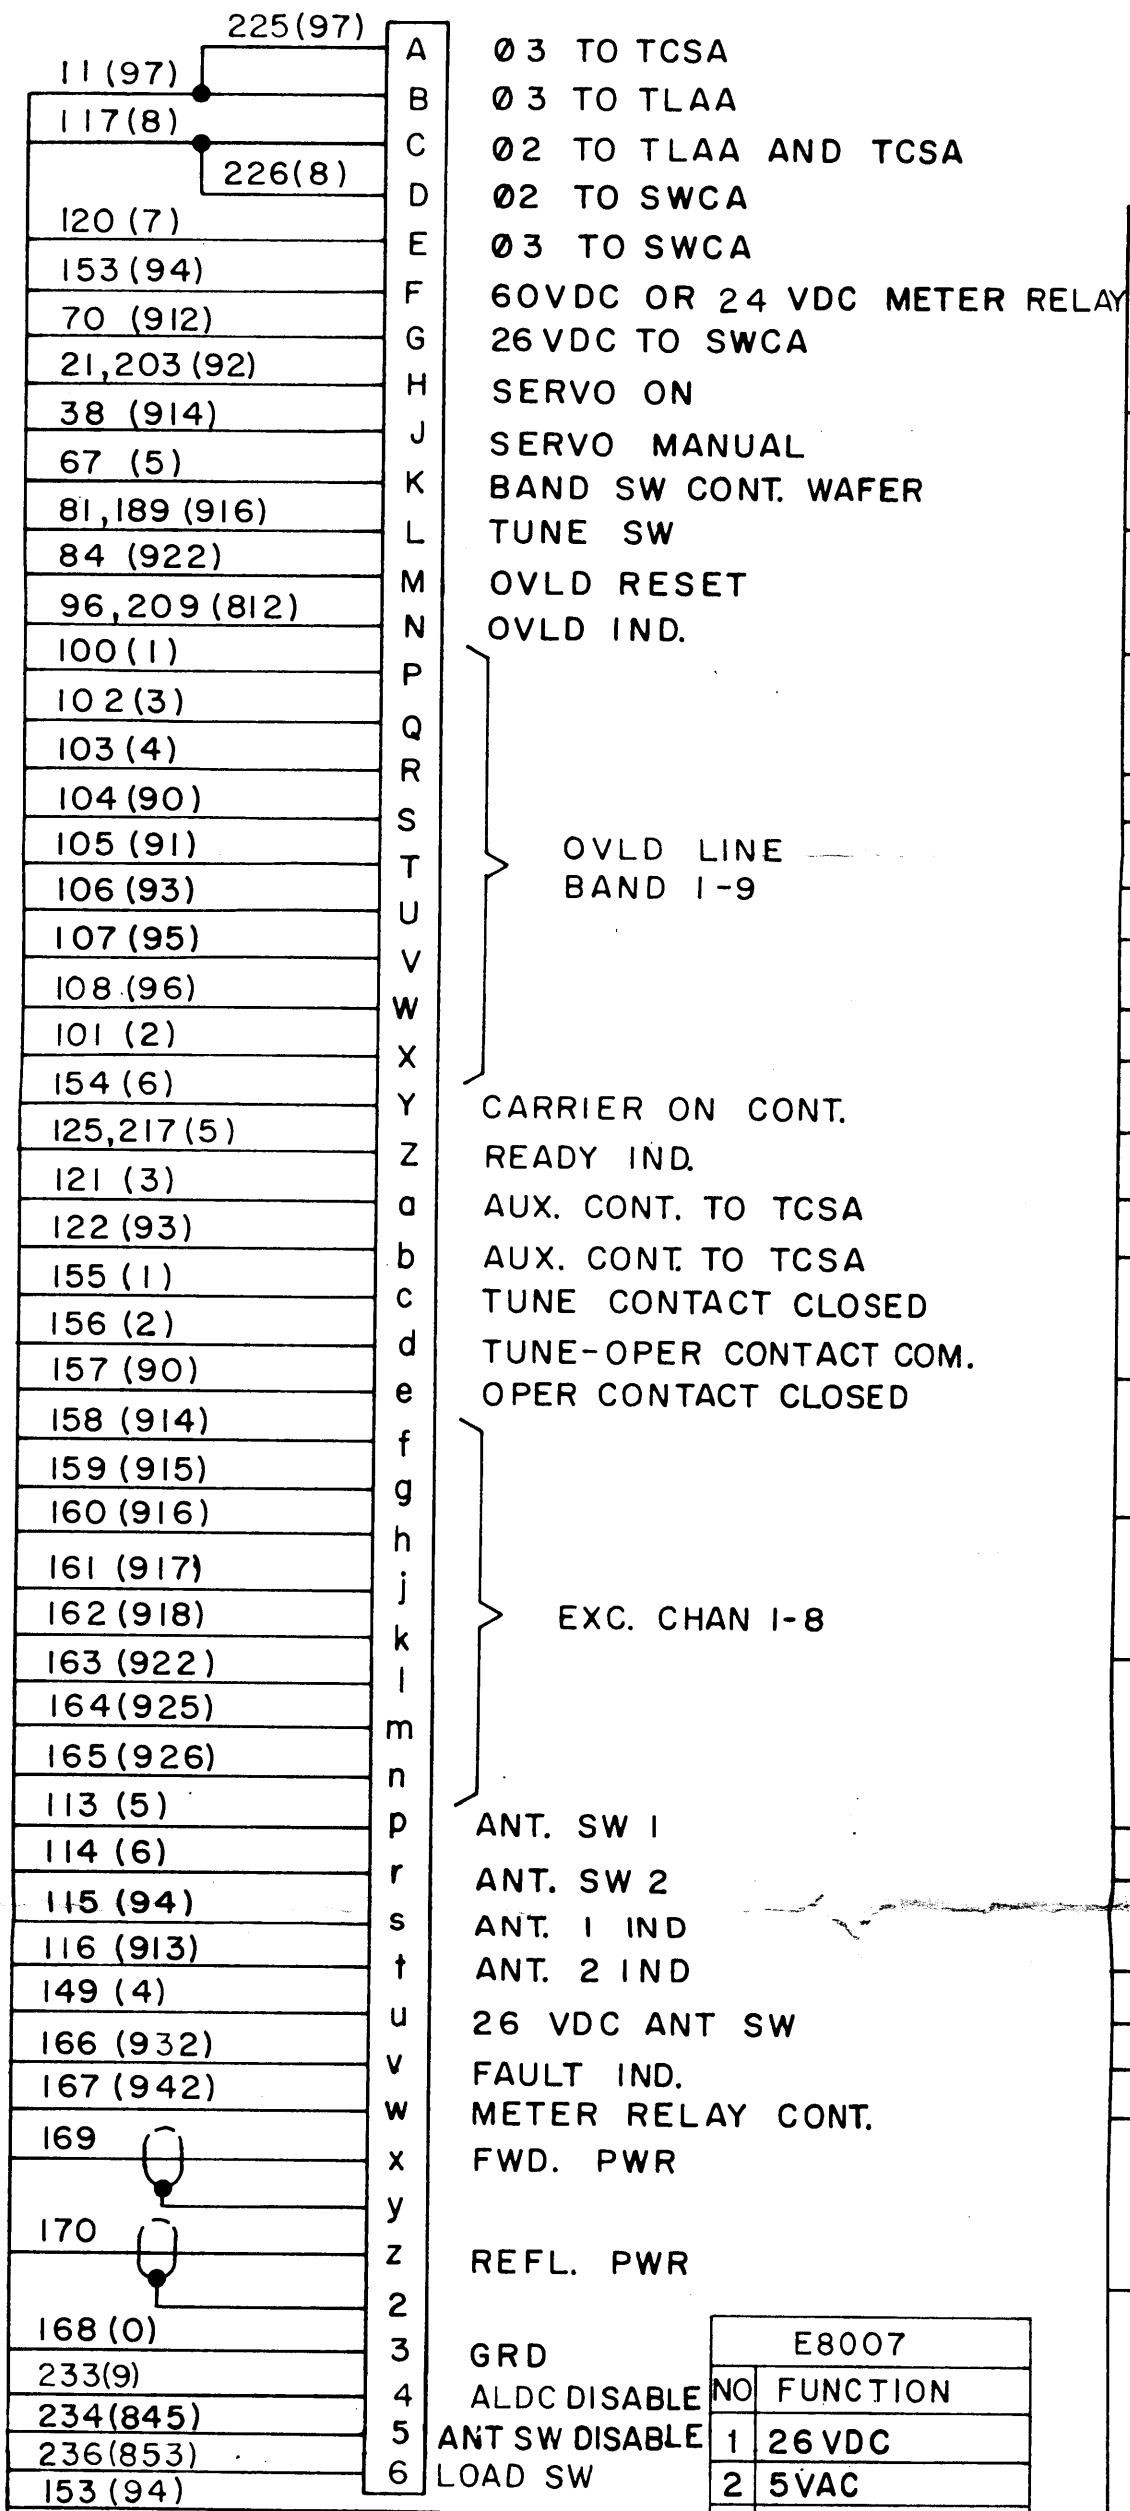 225(97) A Ø3 TO TCSA
11(97) B Ø3 TO TLAA
117(8) C Ø2 TO TLAA AND TCSA
226(8) D Ø2 TO SWCA
120(7) E Ø3 TO SWCA
153(94) F 60VDC OR 24 VDC METER RELAY
70 (912) G 26VDC TO SWCA
21,203(92) H SERVO ON
38 (914) J SERVO MANUAL
67 (5) K BAND SW CONT. WAFER
81,189(916) L TUNE SW
84 (922) M OVLD RESET
96,209(812) N OVLD IND.
100(1) P
102(3) Q
103(4) R
104(90) S
105(91) T OVLD LINE
106(93) U BAND 1-9
107(95) V
108(96) W
101 (2) X
154(6) Y CARRIER ON CONT.
125,217(5) Z READY IND.
121 (3) a AUX. CONT. TO TCSA
122(93) b AUX. CONT. TO TCSA
155(1) c TUNE CONTACT CLOSED
156(2) d TUNE-OPER CONTACT COM.
157(90) e OPER CONTACT CLOSED
158(914) f
159(915) g
160(916) h
161(917) j
162(918) k EXC. CHAN 1-8
163(922) l
164(925) m
165(926) n
113 (5) p ANT. SW 1
114 (6) r ANT. SW 2
115 (94) s ANT. 1 IND
116 (913) t ANT. 2 IND
149 (4) u 26 VDC ANT SW
166 (932) v FAULT IND.
167(942) w METER RELAY CONT.
169 x FWD. PWR
y
170 z REFL. PWR
2
168(0) 3 GRD
233(9) 4 ALDC DISABLE
234(845) 5 ANT SW DISABLE
236(853) 6 LOAD SW
153(94)
E8007
NO FUNCTION
1 26VDC
2 5VAC